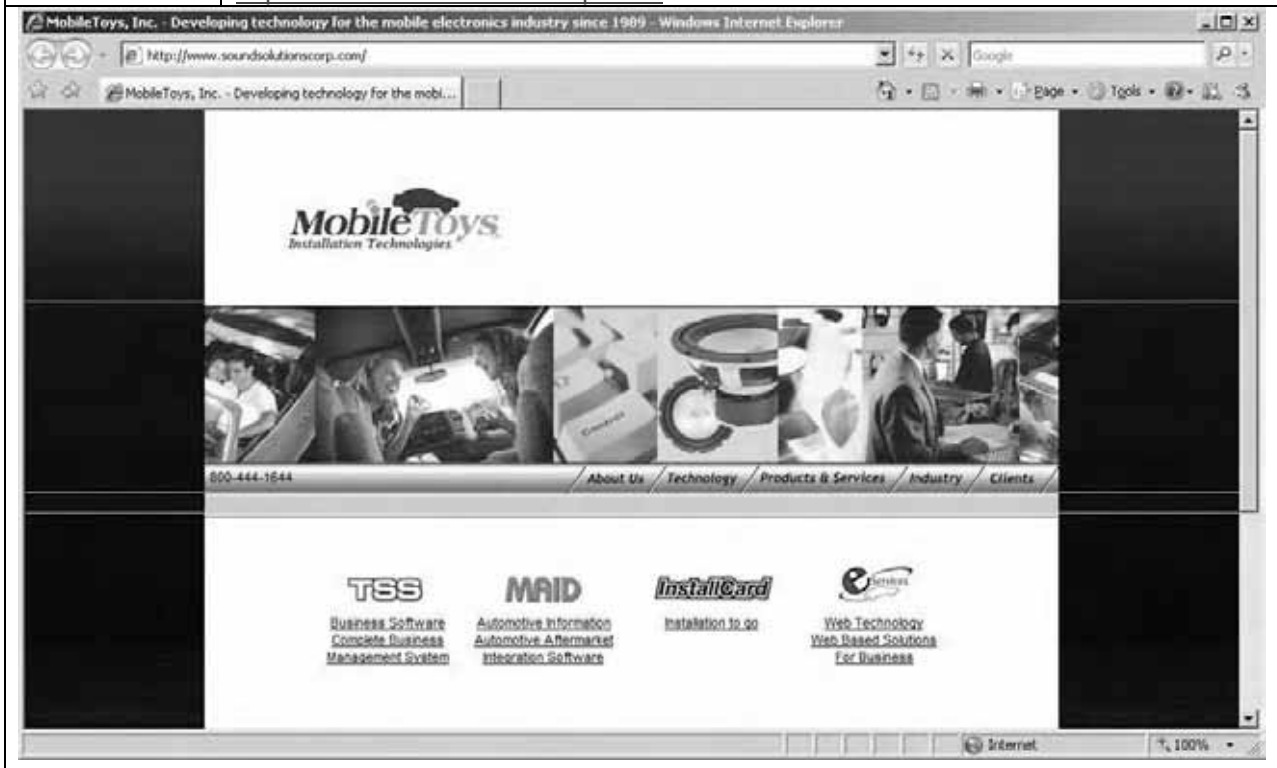 MobileToys, Inc. - Developing technology for the mobile electronics industry since 1989 - Windows Internet Explorer
http://www.soundsolutionscorp.com/
Google
MobileToys, Inc. - Developing technology for the mobi...
Page
Tools
MobileToys
Installation Technologies
Control
800-444-1644
About Us / Technology / Products & Services / Industry / Clients
TSS
MAID
InstallCard
eServices
Business Software
Automotive Information
Installation to go
Web Technology
Complete Business
Automotive Aftermarket
Web Based Solutions
Management System
Integration Software
For Business
Internet
100%